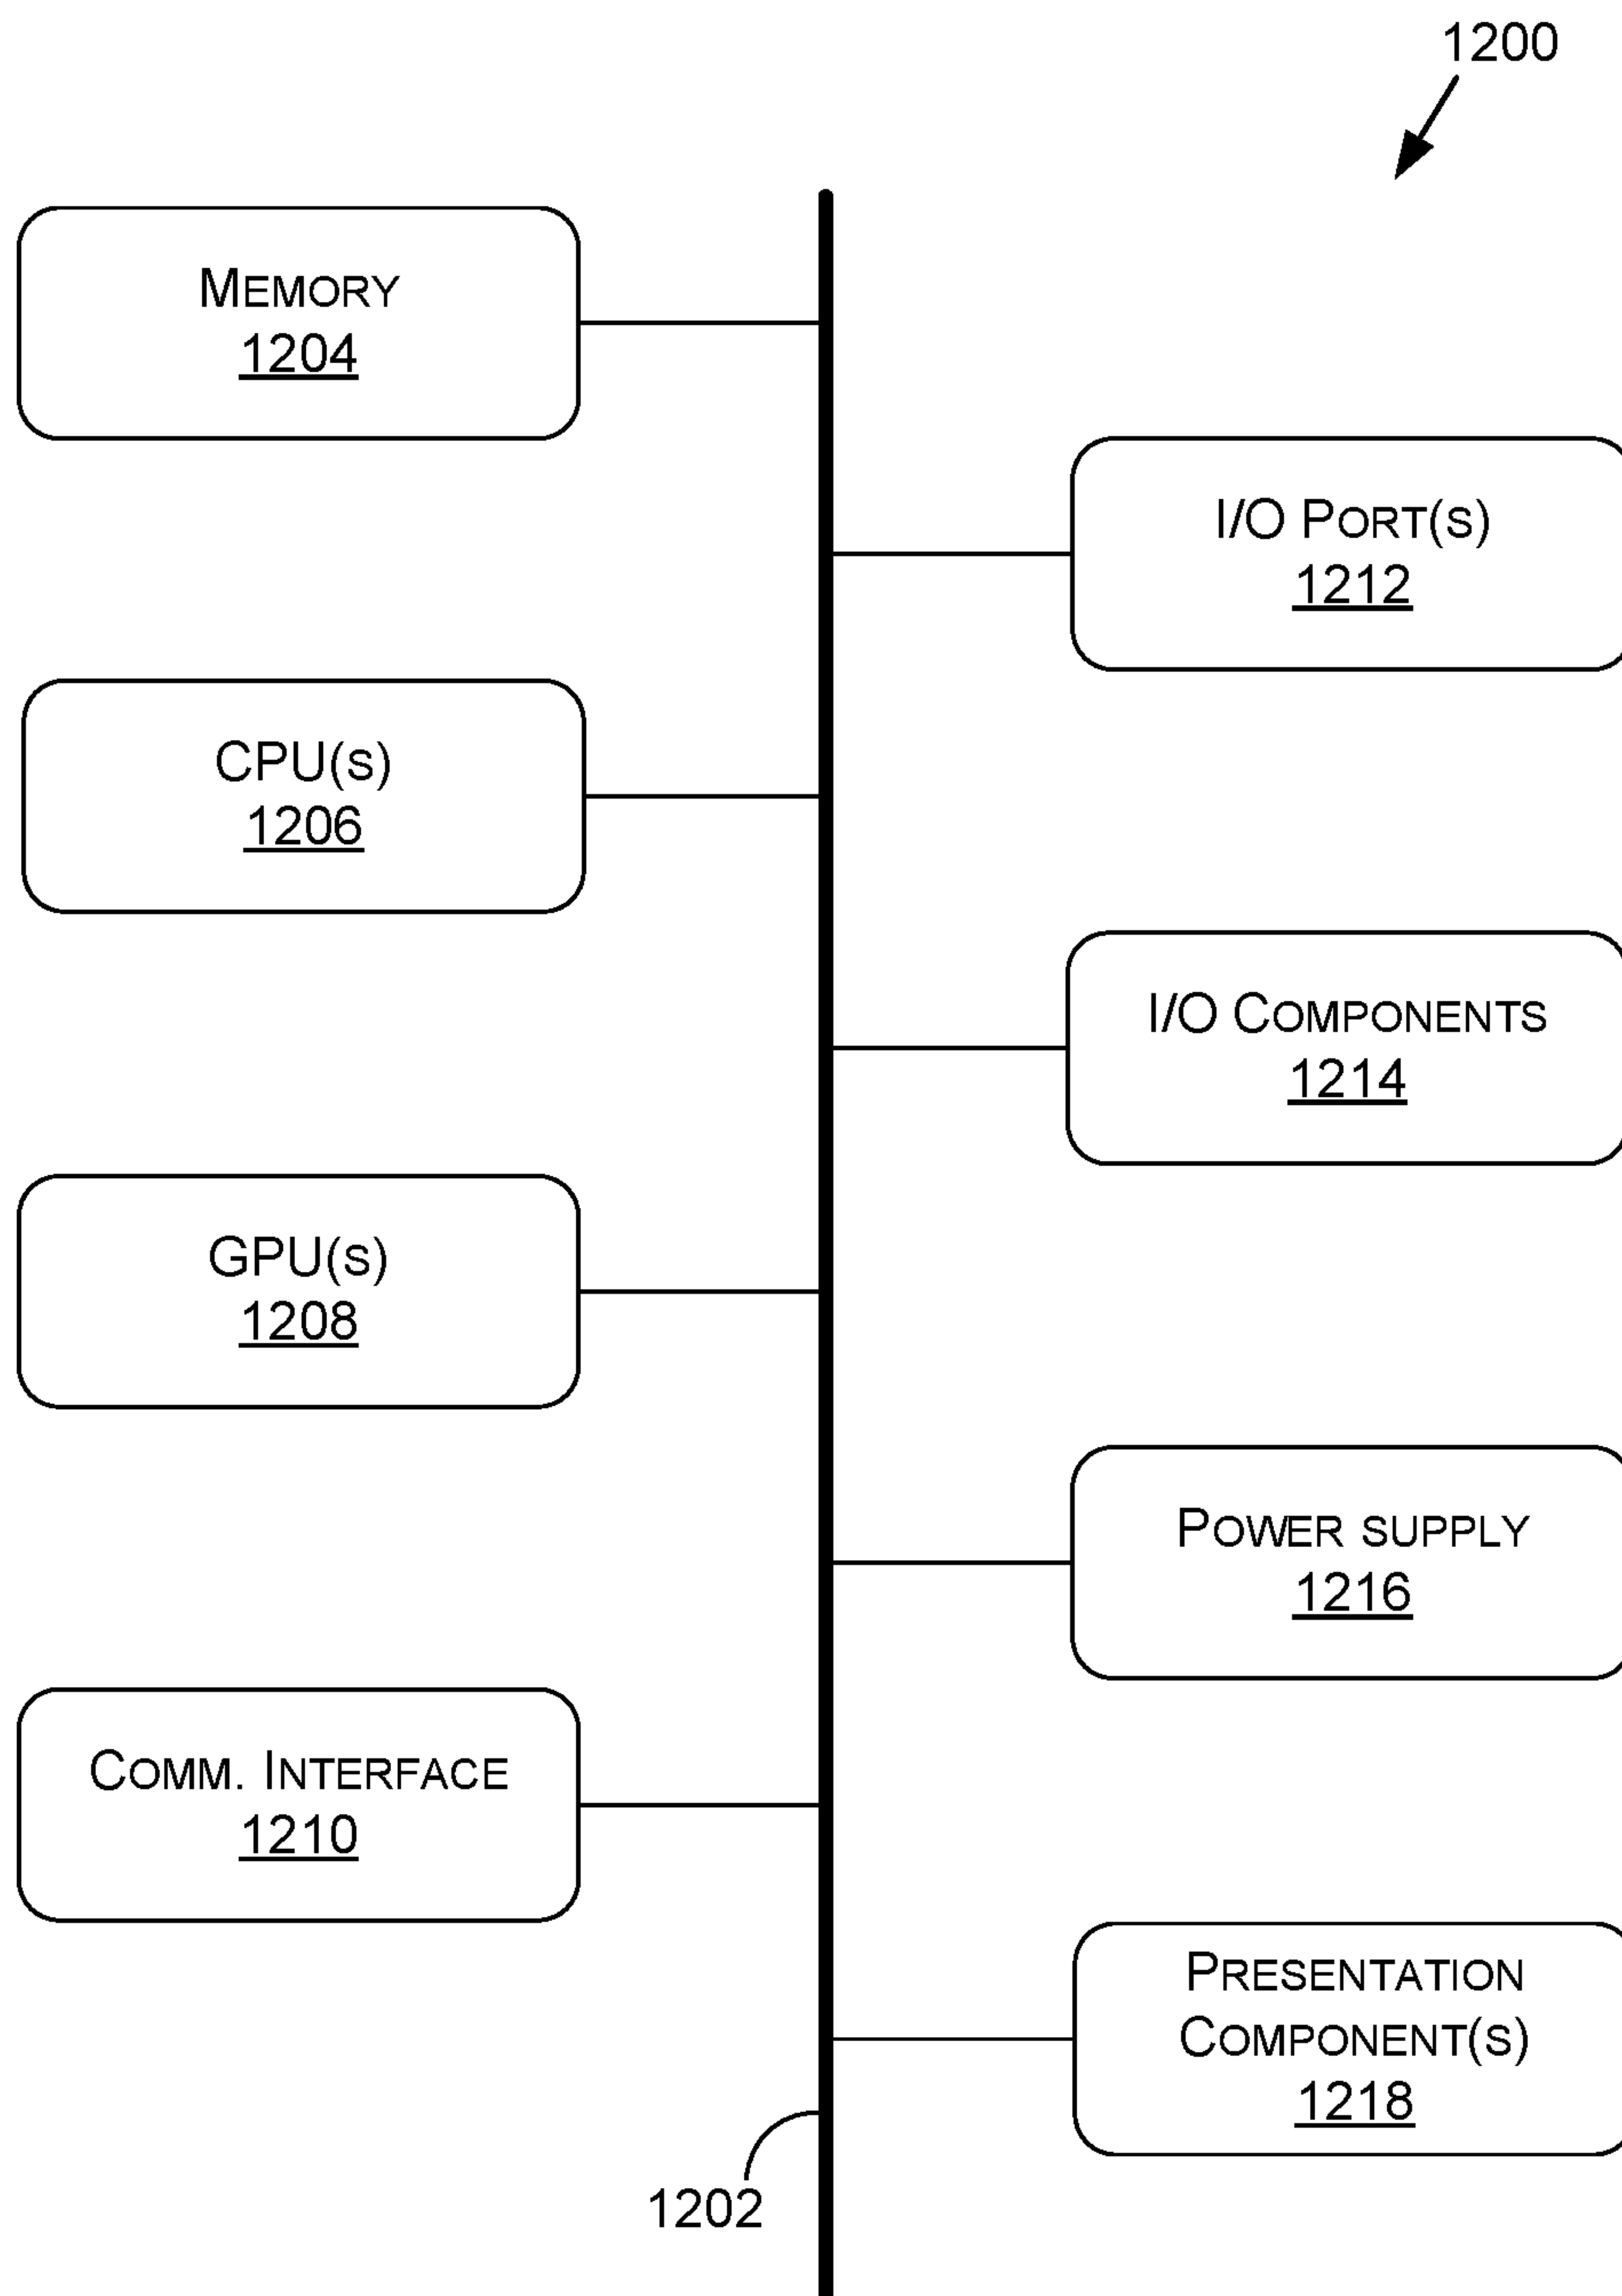 1200
MEMORY
1204
I/O PORT(S)
1212
CPU(S)
1206
I/O COMPONENTS
1214
GPU(S)
1208
POWER SUPPLY
1216
COMM. INTERFACE
1210
PRESENTATION
COMPONENT(S)
1218
1202